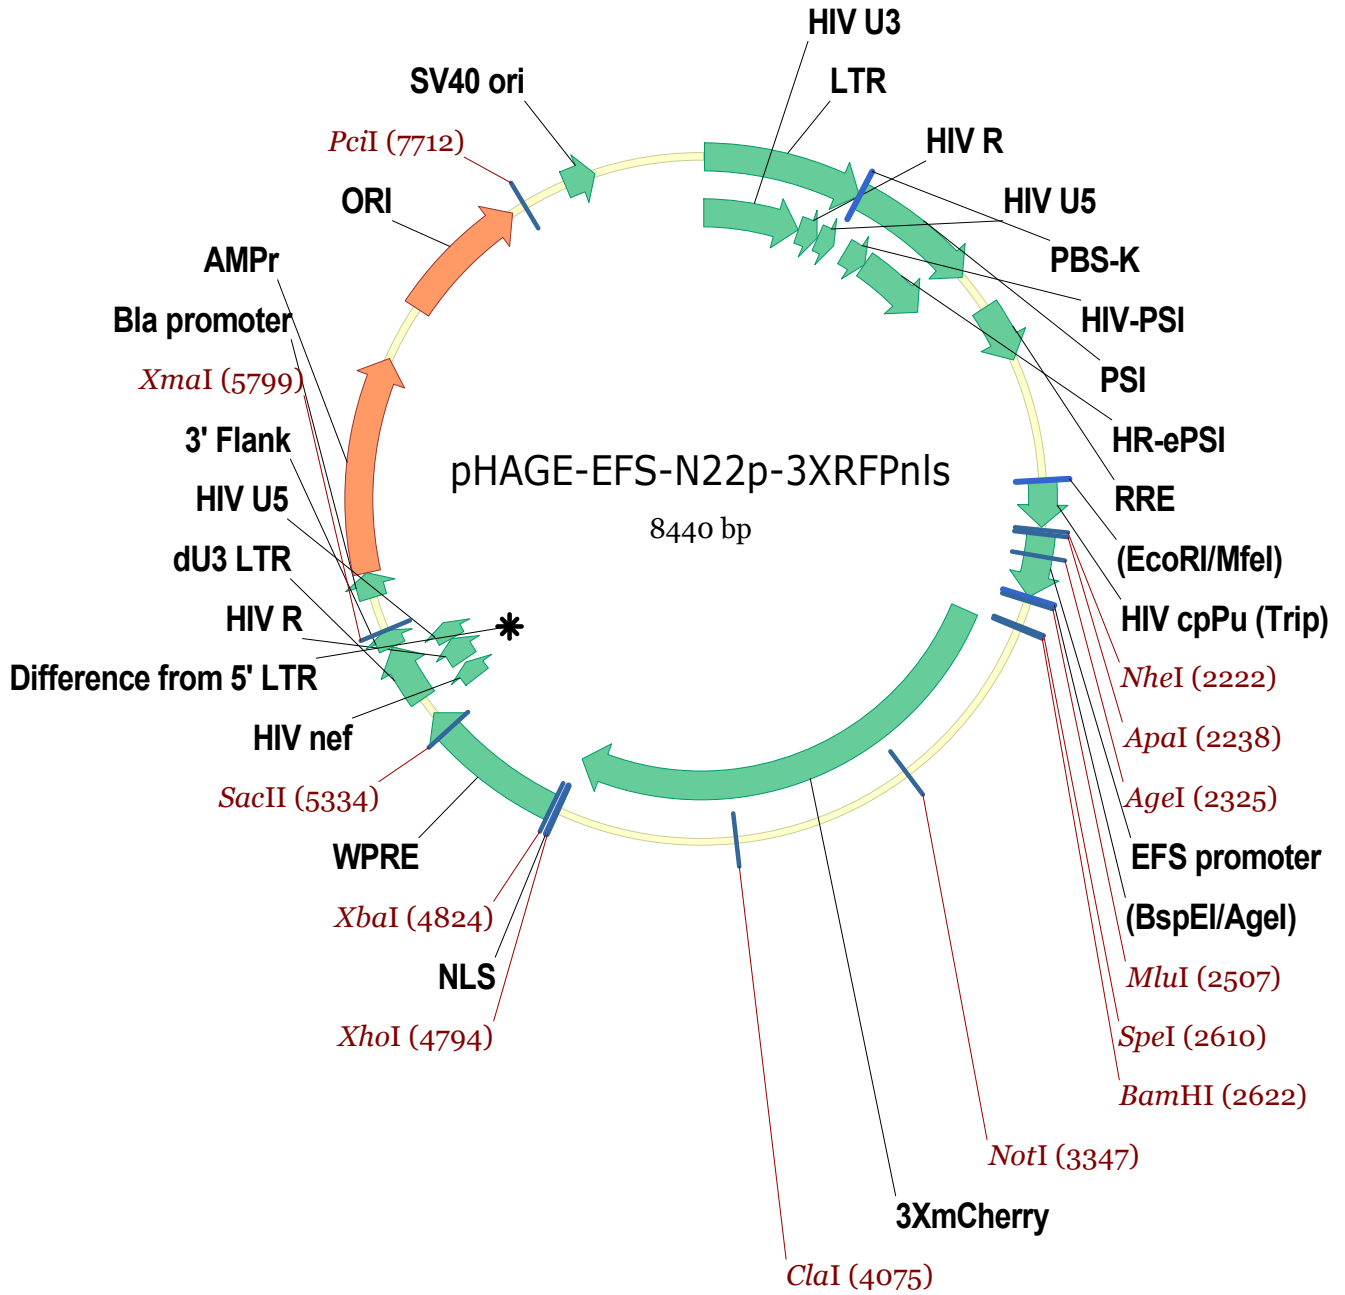 HIV U3
LTR
SV40 ori
HIV R
PciI (7712)
HIV U5
ORI
PBS-K
AMPr
HIV-PSI
Bla promoter
PSI
XmaI (5799)
HR-ePSI
3' Flank
RRE
pHAGE-EFS-N22p-3XRFPnls
8440 bp
HIV U5
(EcoRI/MfeI)
dU3 LTR
HIV cpPu (Trip)
HIV R
*
NheI (2222)
Difference from 5' LTR
ApaI (2238)
HIV nef
AgeI (2325)
SacII (5334)
EFS promoter
WPRE
(BspEI/AgeI)
XbaI (4824)
MluI (2507)
NLS
SpeI (2610)
XhoI (4794)
BamHI (2622)
NotI (3347)
3XmCherry
ClaI (4075)